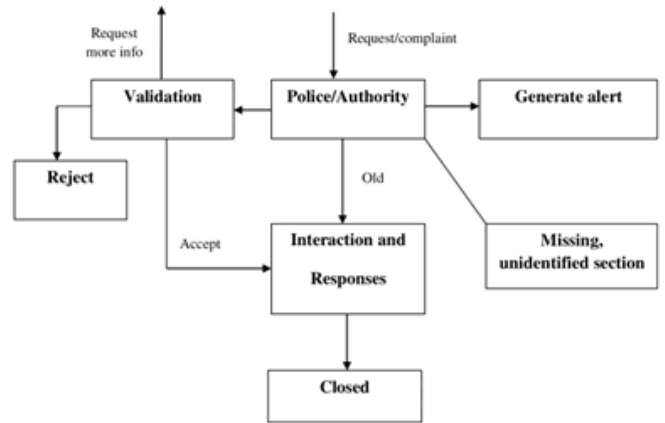 Request
more info
Request/complaint
Validation
Police/Authority
Generate alert
Reject
Old
Accept
Interaction and
Responses
Missing,
unidentified section
Closed